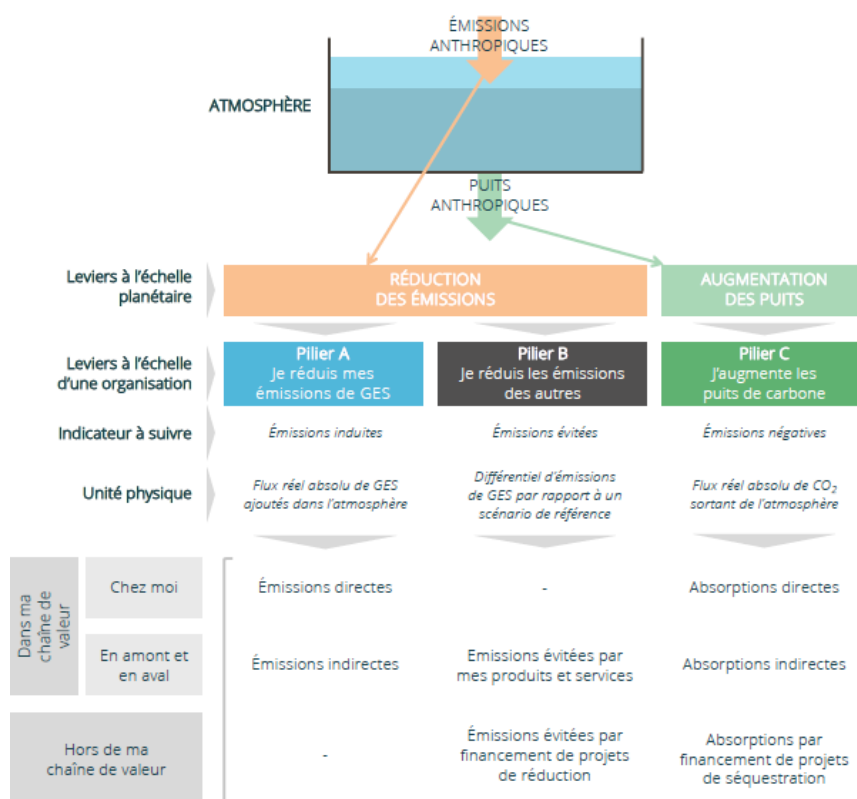 ÉMISSIONS
ANTHROPIQUES
ATMOSPHÈRE
PUITS
ANTHROPIQUES
Leviers à l'échelle
planétaire
RÉDUCTION
DES ÉMISSIONS
AUGMENTATION
DES PUITS
Leviers à l'échelle
d'une organisation
Pilier A
Je réduis mes
émissions de GES
Pilier B
Je réduis les émissions
des autres
Pilier C
J'augmente les
puits de carbone
Indicateur à suivre
Émissions induites
Émissions évitées
Émissions négatives
Unité physique
Flux réel absolu de GES
ajoutés dans l'atmosphère
Différentiel d'émissions
de GES par rapport à un
scénario de référence
Flux réel absolu de CO₂
sortant de l'atmosphère
Dans ma
chaîne de
valeur
Chez moi
Émissions directes
-
Absorptions directes
En amont et
en aval
Émissions indirectes
Emissions évitées par
mes produits et services
Absorptions indirectes
Hors de ma
chaîne de valeur
-
Émissions évitées par
financement de projets
de réduction
Absorptions par
financement de projets
de séquestration